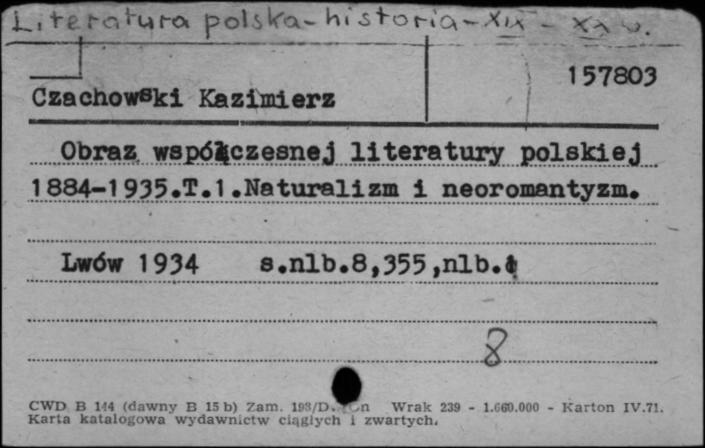 Literatura polska - historia - XIX - XX w.
157803
Czachowski Kazimierz
Obraz współczesnej literatury polskiej
1884-1935.T.1.Naturalizm i neoromantyzm.
Lwów 1934 s.nlb.8,355,nlb.
8
CWD B 144 (dawny B 15 b) Zam. Wrak 239 - 1.660.000 - Karton IV.71.
Karta katalogowa wydawnictw ciągłych i zwartych.